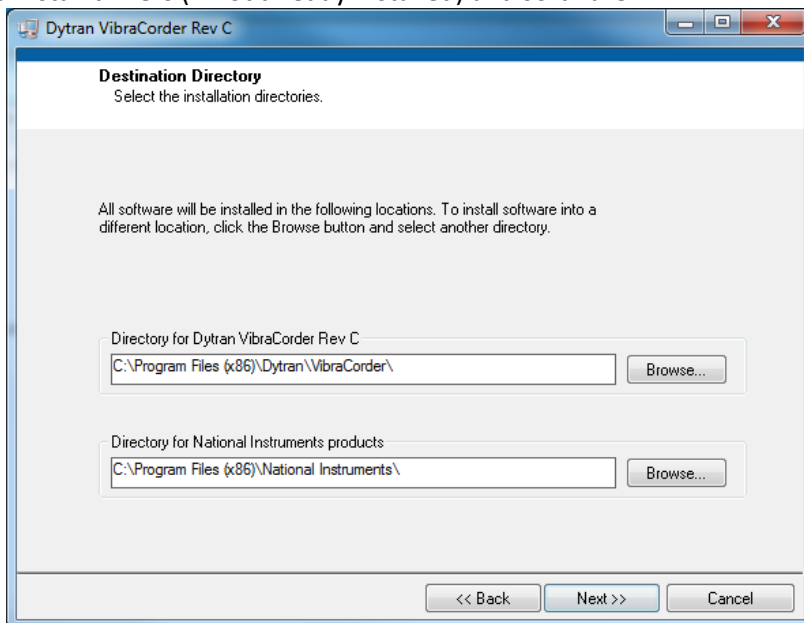 Dytran VibraCorder Rev C
Destination Directory
Select the installation directories.
All software will be installed in the following locations. To install software into a
different location, click the Browse button and select another directory.
Directory for Dytran VibraCorder Rev C
C:\Program Files (x86)\Dytran\VibraCorder\
Browse...
Directory for National Instruments products
C:\Program Files (x86)\National Instruments\
Browse...
<< Back
Next >>
Cancel